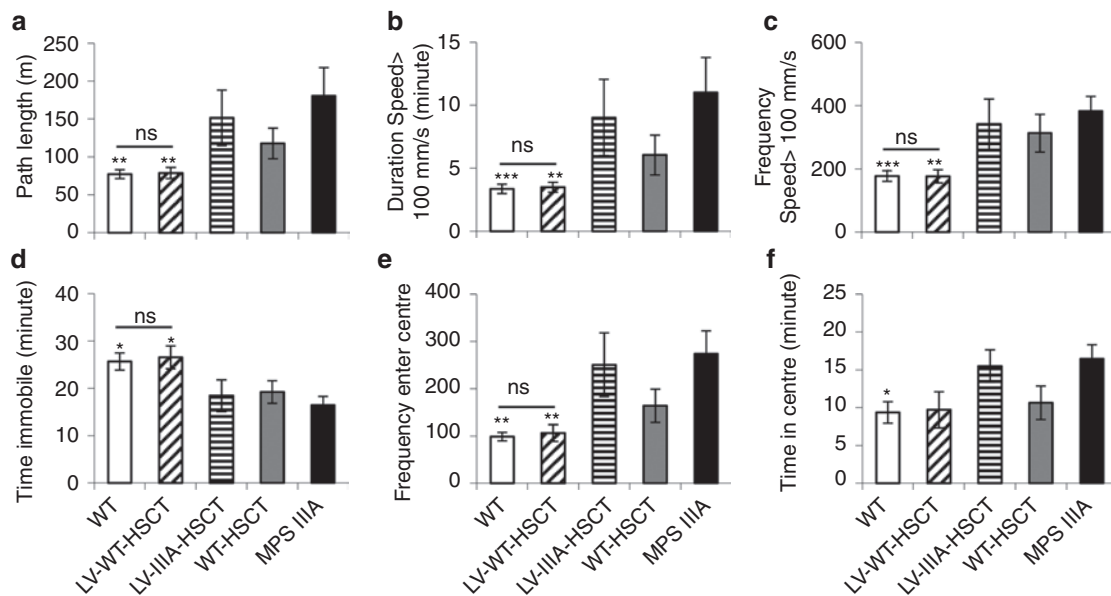 a
Path length (m)
250
200
150
100
50
0
ns
** **
b
Duration Speed>
100 mm/s (minute)
15
10
5
0
ns
*** **
c
Frequency
Speed> 100 mm/s
600
400
200
0
ns
*** **
d
Time immobile (minute)
40
30
20
10
0
ns
* *
WT
LV-WT-HSCT
LV-IIIA-HSCT
WT-HSCT
MPS IIIA
e
Frequency enter centre
400
300
200
100
0
ns
** **
WT
LV-WT-HSCT
LV-IIIA-HSCT
WT-HSCT
MPS IIIA
f
Time in centre (minute)
25
20
15
10
5
0
*
WT
LV-WT-HSCT
LV-IIIA-HSCT
WT-HSCT
MPS IIIA